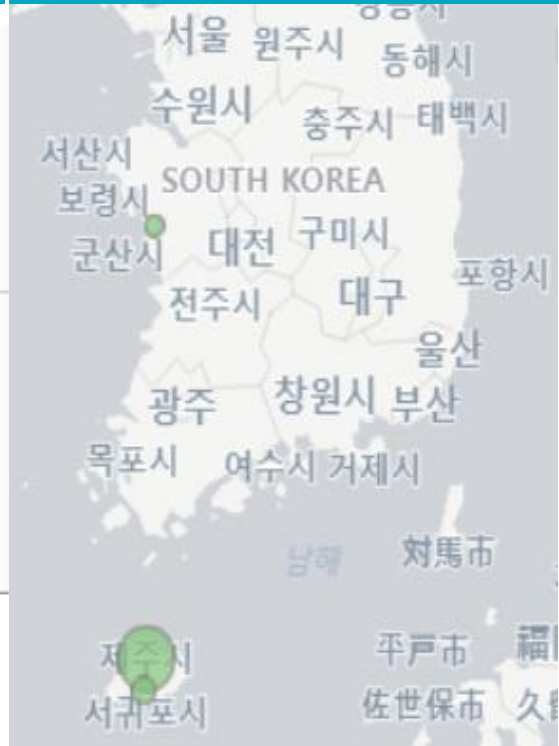 서울 원주시
동해시
수원시
충주시 태백시
서산시
SOUTH KOREA
보령시
구미시
대전
군산시
포항시
전주시 대구
울산
광주 창원시 부산
목포시 여수시 거제시
남해
対馬市
제주시
平戸市
서귀포시
佐世保市